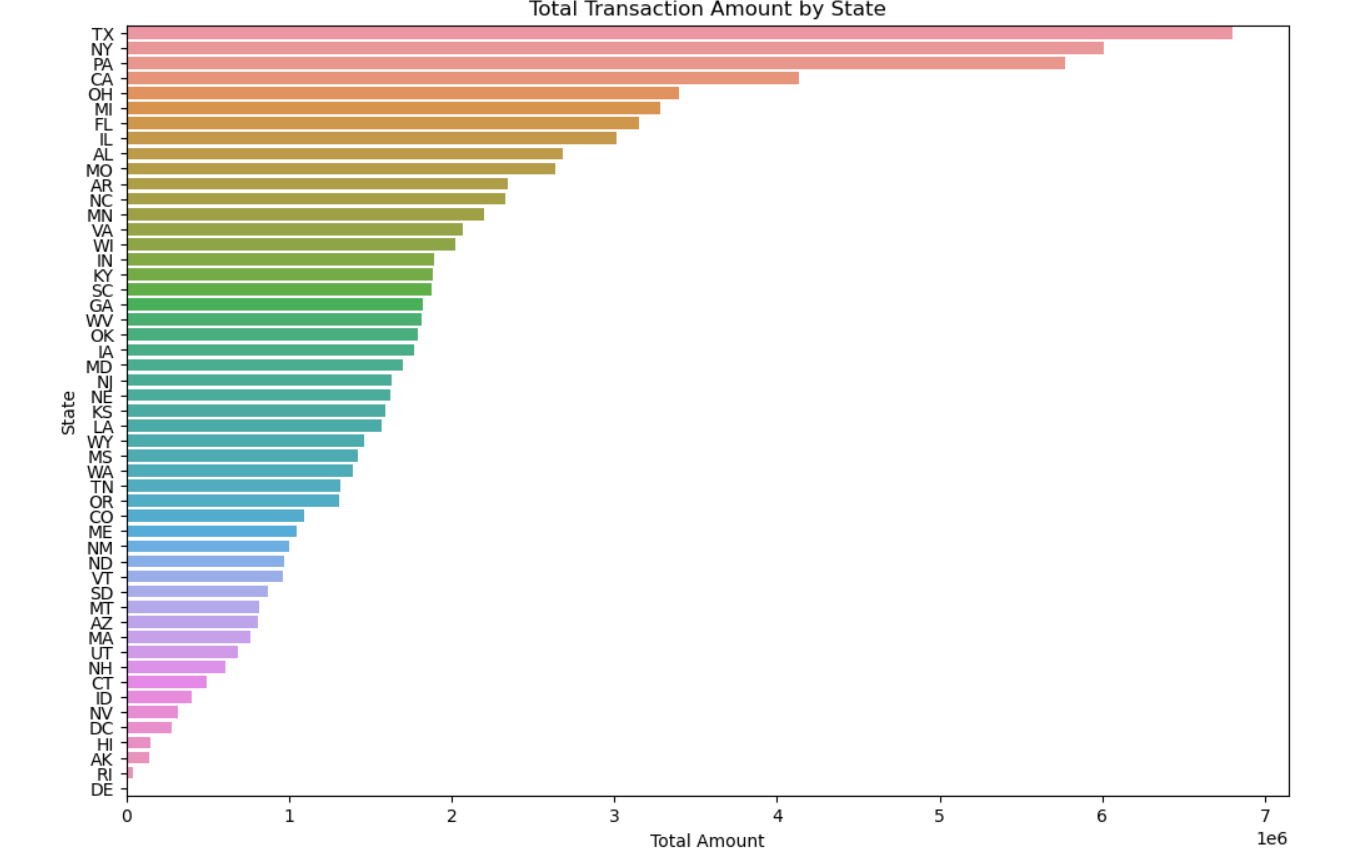 Total Transaction Amount by State
TX
NY
PA
CA
OH
MI
FL
IL
AL
MO
AR
NC
MN
VA
WI
IN
KY
SC
GA
WV
OK
IA
MD
NJ
NE
KS
LA
WY
MS
WA
TN
OR
CO
ME
NM
ND
VT
SD
MT
AZ
MA
UT
NH
CT
ID
NV
DC
HI
AK
RI
DE
State
0 1 2 3 4 5 6 7
1e6
Total Amount